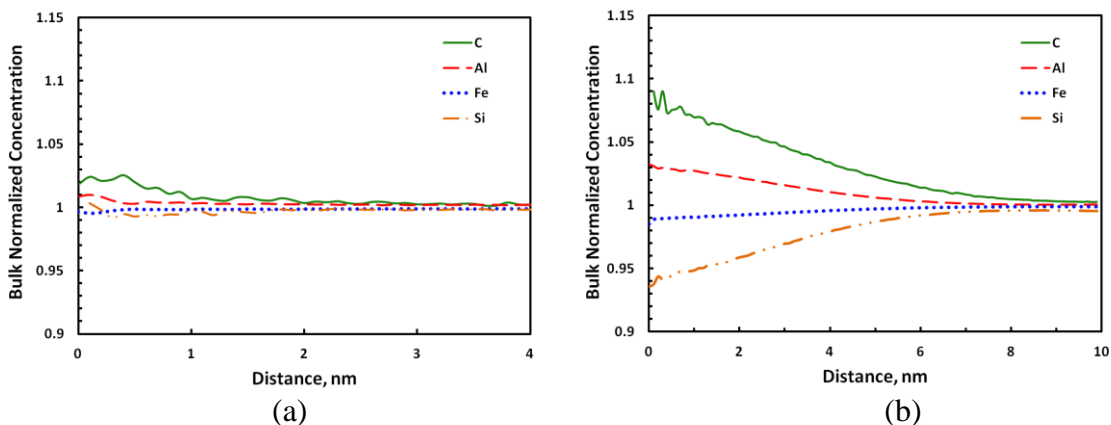 1.15
1.1
1.05
1
0.95
0.9
Bulk Normalized Concentration
C
Al
Fe
Si
0 1 2 3 4
Distance, nm
(a)
1.15
1.1
1.05
1
0.95
0.9
Bulk Normalized Concentration
C
Al
Fe
Si
0 2 4 6 8 10
Distance, nm
(b)